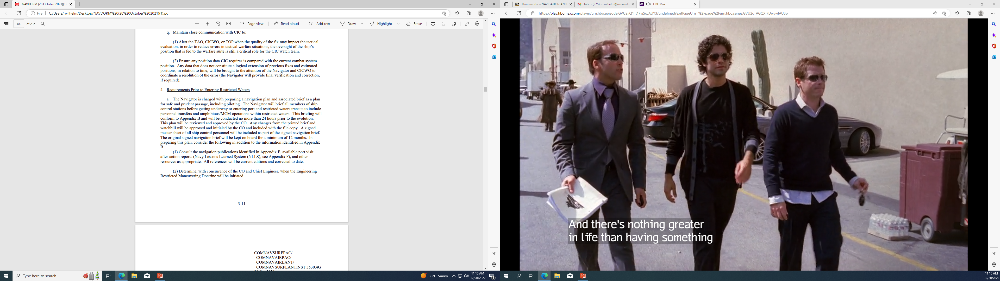 NAVDORM (28 October 2021)(1)
File
C:/Users/rwilhelm/Desktop/NAVDORM%20(28%20October%202021)(1).pdf
64 of 236
Page view
Read aloud
Add text
Draw
Highlight
Erase
q. Maintain close communication with CIC to:
(1) Alert the TAO, CICWO, or TOP when the quality of the fix may impact the tactical
evaluation, in order to reduce errors in tactical warfare situations, the oversight of the ship's
position that is fed to the warfare suite is still a critical role for the CIC watch team.
(2) Ensure any position data CIC requires is compared with the current combat system
position. Any data that does not constitute a logical extension of previous fixes and estimated
positions, in relation to time, will be brought to the attention of the Navigator and CICWO to
coordinate a resolution of the error (the Navigator will provide final verification and correction,
if required).
4. Requirements Prior to Entering Restricted Waters
a. The Navigator is charged with preparing a navigation plan and associated brief as a plan
for safe and prudent passage, including piloting. The Navigator will brief all members of ship
control stations before getting underway or entering port and restricted waters transits to include
personnel transfers and amphibious/MCM operations within restricted waters. This briefing will
conform to Appendix B and will be conducted no more than 24 hours prior to the evolution.
This plan will be reviewed and approved by the CO. Any changes from the printed brief and
watchbill will be approved and initialed by the CO and included with the file copy. A signed
muster sheet of all ship control personnel will be included as part of the signed navigation brief.
The original signed navigation brief will be kept on board for a minimum of 12 months. In
preparing this plan, consider the following in addition to the information identified in Appendix
B.
(1) Consult the navigation publications identified in Appendix E, available port visit
after-action reports (Navy Lessons Learned System (NLLS), see Appendix F), and other
resources as appropriate. All references will be current editions and corrected to date.
(2) Determine, with concurrence of the CO and Chief Engineer, when the Engineering
Restricted Maneuvering Doctrine will be initiated.
3-11
COMNAVSURFPAC/
COMNAVAIRPAC/
COMNAVAIRLANT/
COMNAVSURFLANTINST 3530.4G
Type here to search
35°F Sunny
11:10 AM
12/20/2022
Homeworks – NAVIGATION AND
Inbox (275) - rwilhelm@usna.edu
HBOMax
https://play.hbomax.com/player/urn:hbo:episode:GVU2jjQ1_t1FvjSoJAUY3/undefined?exitPageUrn=%2Fpage%2Furn:hbo:series:GVU2g_AGQXI7DwvwIAUSp
And there's nothing greater
in life than having something
11:10 AM
12/20/2022